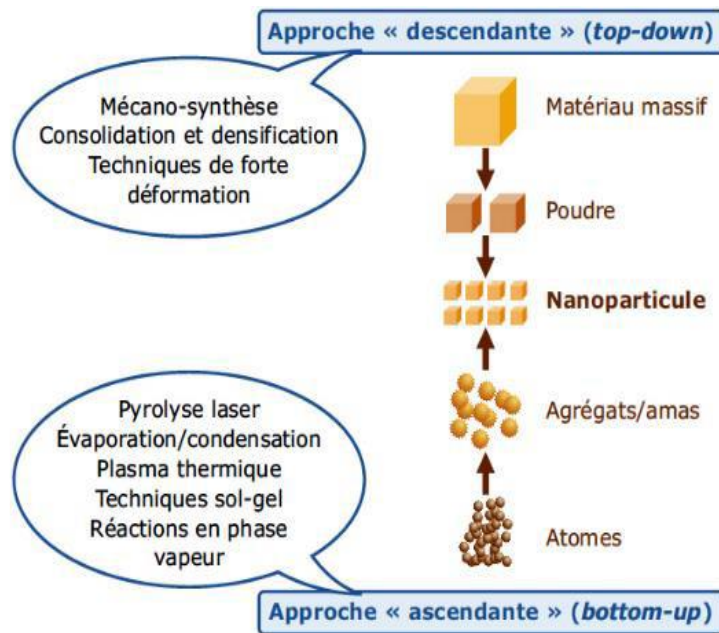 Approche « descendante » (top-down)
Mécano-synthèse
Consolidation et densification
Techniques de forte
déformation
Matériau massif
Poudre
Nanoparticule
Agrégats/amas
Atomes
Pyrolyse laser
Évaporation/condensation
Plasma thermique
Techniques sol-gel
Réactions en phase
vapeur
Approche « ascendante » (bottom-up)